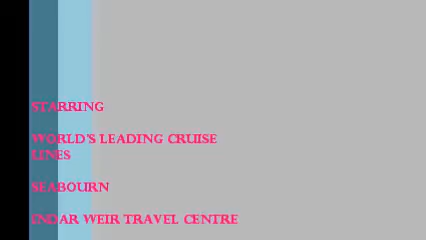 STARRING
WORLD'S LEADING CRUISE
LINES
SEABOURN
INDAR WEIR TRAVEL CENTRE